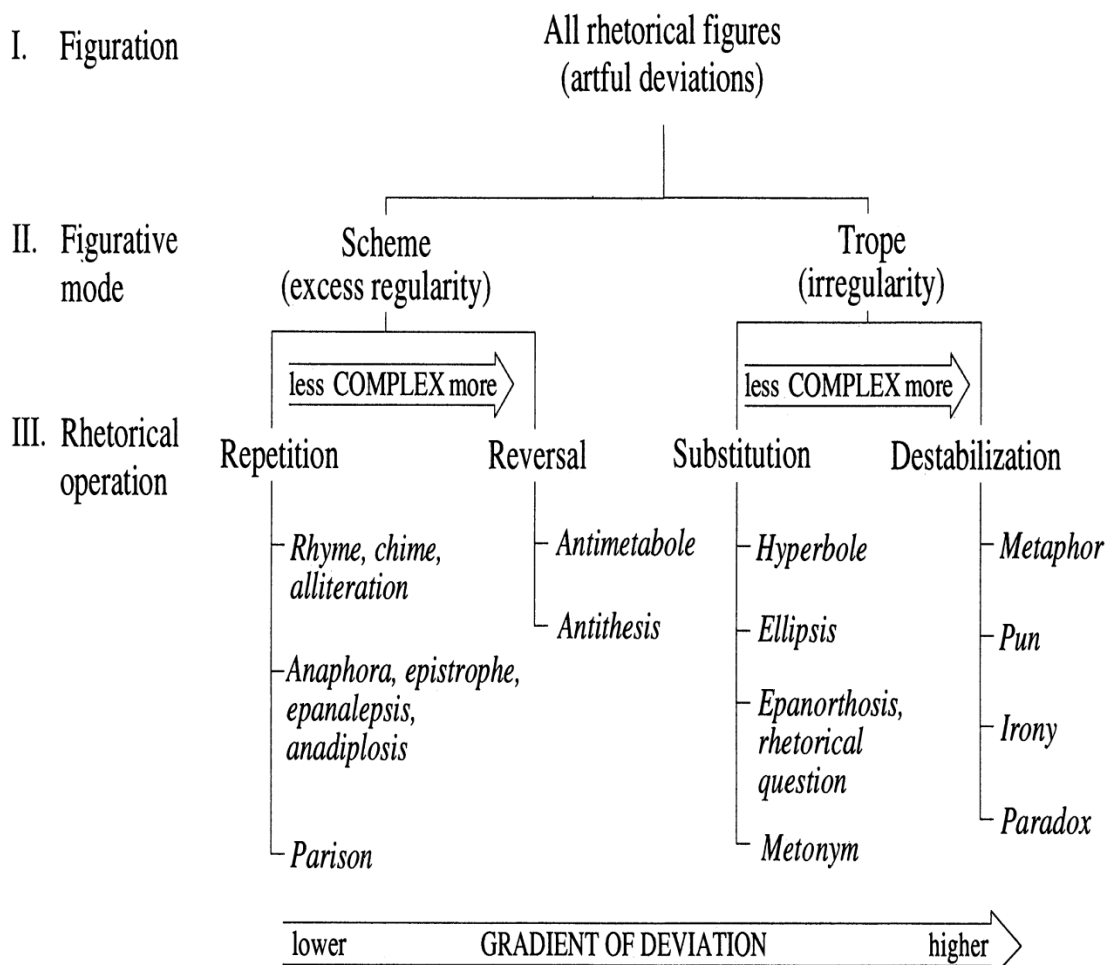 I. Figuration
All rhetorical figures
(artful deviations)
II. Figurative
mode
Scheme
(excess regularity)
Trope
(irregularity)
less COMPLEX more
less COMPLEX more
III. Rhetorical
operation
Repetition
Reversal
Substitution
Destabilization
Rhyme, chime,
alliteration
Anaphora, epistrophe,
epanalepsis,
anadiplosis
Parison
Antimetabole
Antithesis
Hyperbole
Ellipsis
Epanorthosis,
rhetorical
question
Metonym
Metaphor
Pun
Irony
Paradox
lower GRADIENT OF DEVIATION higher